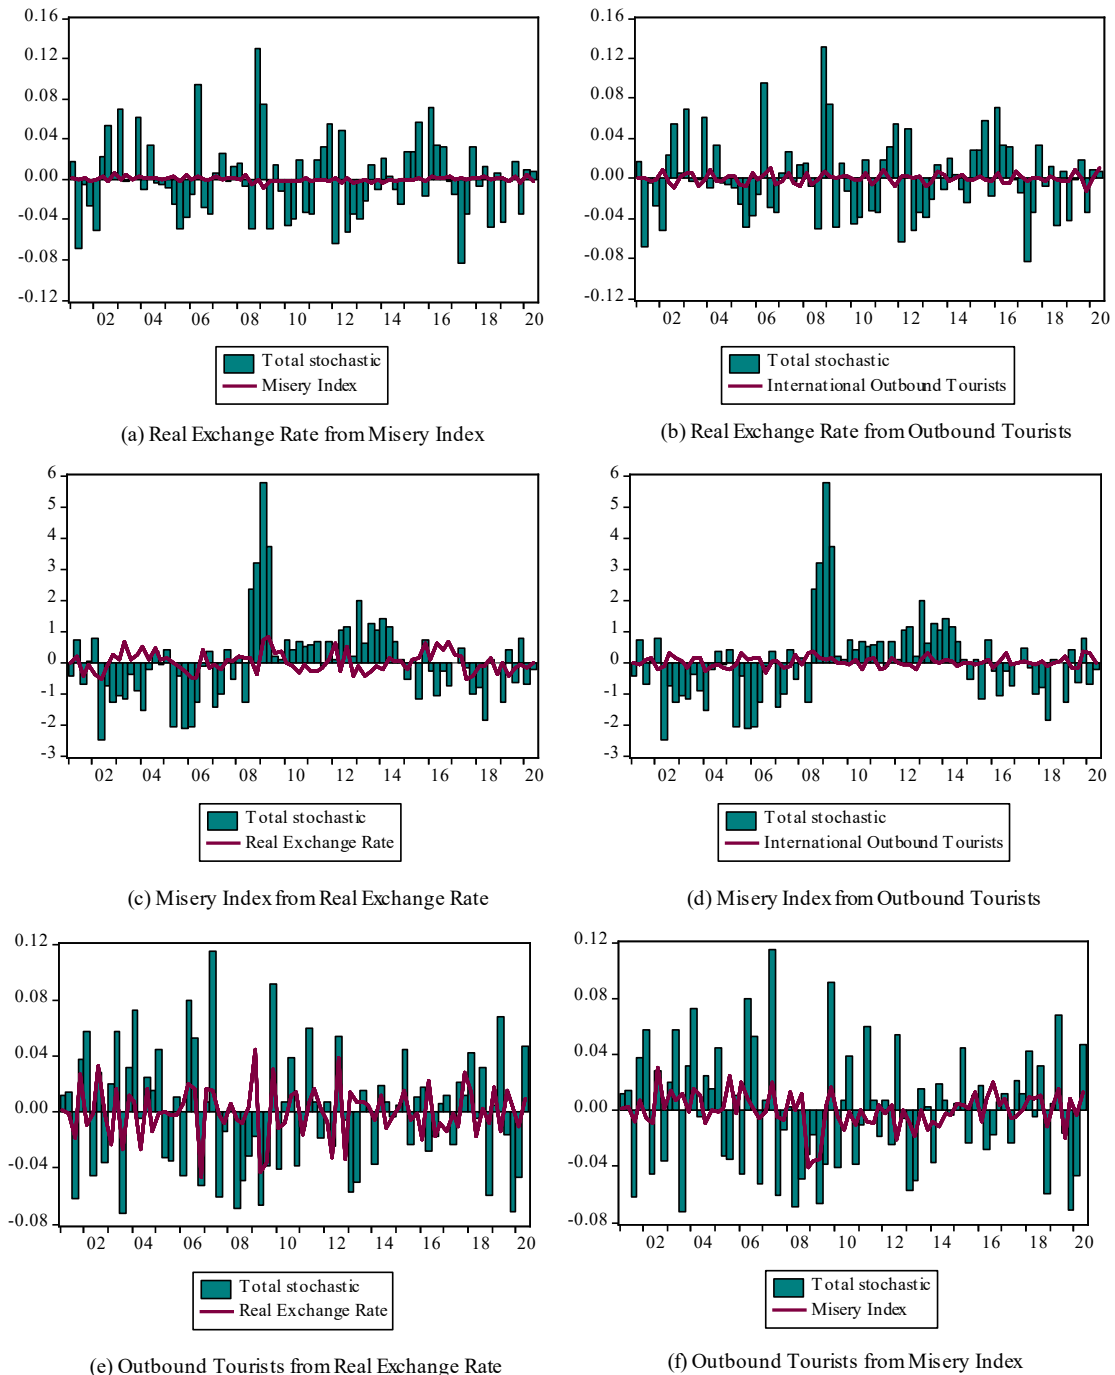 0.16
0.12
0.08
0.04
0.00
-0.04
-0.08
-0.12
02 04 06 08 10 12 14 16 18 20
Total stochastic
Misery Index
(a) Real Exchange Rate from Misery Index
0.16
0.12
0.08
0.04
0.00
-0.04
-0.08
-0.12
02 04 06 08 10 12 14 16 18 20
Total stochastic
International Outbound Tourists
(b) Real Exchange Rate from Outbound Tourists
6
5
4
3
2
1
0
-1
-2
-3
02 04 06 08 10 12 14 16 18 20
Total stochastic
Real Exchange Rate
(c) Misery Index from Real Exchange Rate
6
5
4
3
2
1
0
-1
-2
-3
02 04 06 08 10 12 14 16 18 20
Total stochastic
International Outbound Tourists
(d) Misery Index from Outbound Tourists
0.12
0.08
0.04
0.00
-0.04
-0.08
02 04 06 08 10 12 14 16 18 20
Total stochastic
Real Exchange Rate
(e) Outbound Tourists from Real Exchange Rate
0.12
0.08
0.04
0.00
-0.04
-0.08
02 04 06 08 10 12 14 16 18 20
Total stochastic
Misery Index
(f) Outbound Tourists from Misery Index